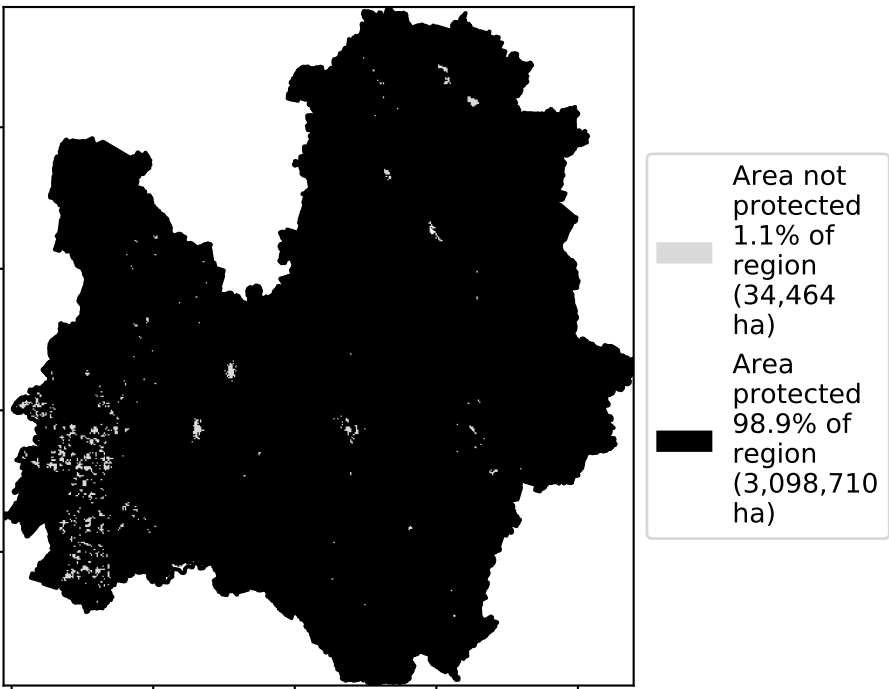 Area not
protected
1.1% of
region
(34,464
ha)
Area
protected
98.9% of
region
(3,098,710
ha)